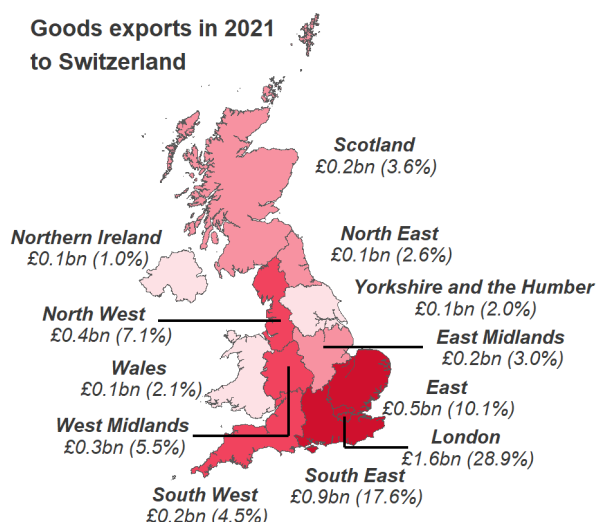 Goods exports in 2021
to Switzerland
Scotland
£0.2bn (3.6%)
Northern Ireland
£0.1bn (1.0%)
North East
£0.1bn (2.6%)
Yorkshire and the Humber
£0.1bn (2.0%)
North West
£0.4bn (7.1%)
East Midlands
£0.2bn (3.0%)
Wales
£0.1bn (2.1%)
East
£0.5bn (10.1%)
West Midlands
£0.3bn (5.5%)
London
£1.6bn (28.9%)
South East
£0.9bn (17.6%)
South West
£0.2bn (4.5%)